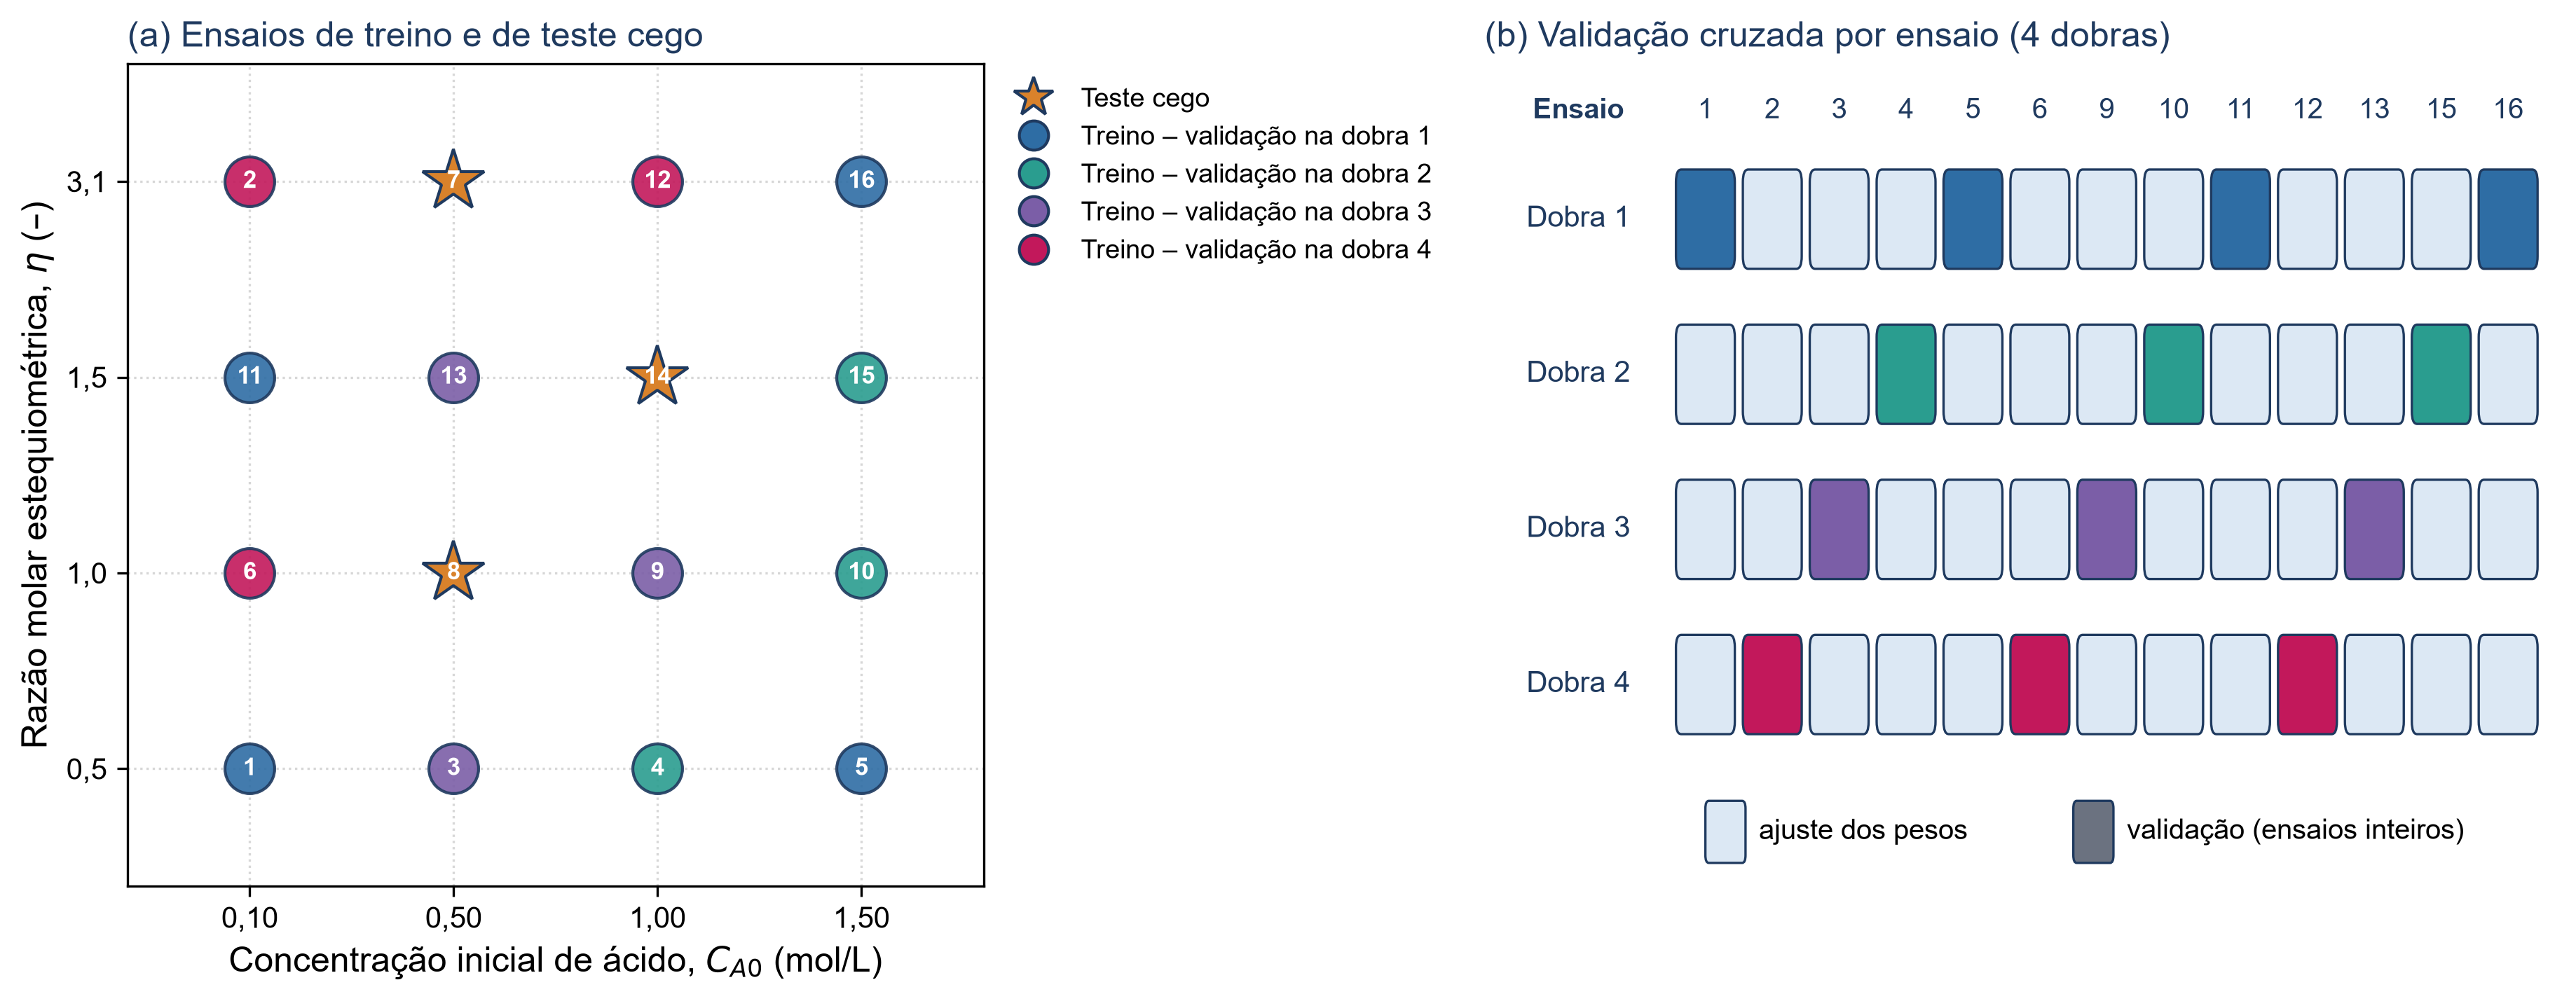 (a) Ensaios de treino e de teste cego
Razão molar estequiométrica, η (–)
3,1
1,5
1,0
0,5
2 7 12 16
11 13 14 15
6 8 9 10
1 3 4 5
0,10 0,50 1,00 1,50
Concentração inicial de ácido, C_A0 (mol/L)
Teste cego
Treino – validação na dobra 1
Treino – validação na dobra 2
Treino – validação na dobra 3
Treino – validação na dobra 4
(b) Validação cruzada por ensaio (4 dobras)
Ensaio 1 2 3 4 5 6 9 10 11 12 13 15 16
Dobra 1
Dobra 2
Dobra 3
Dobra 4
ajuste dos pesos
validação (ensaios inteiros)